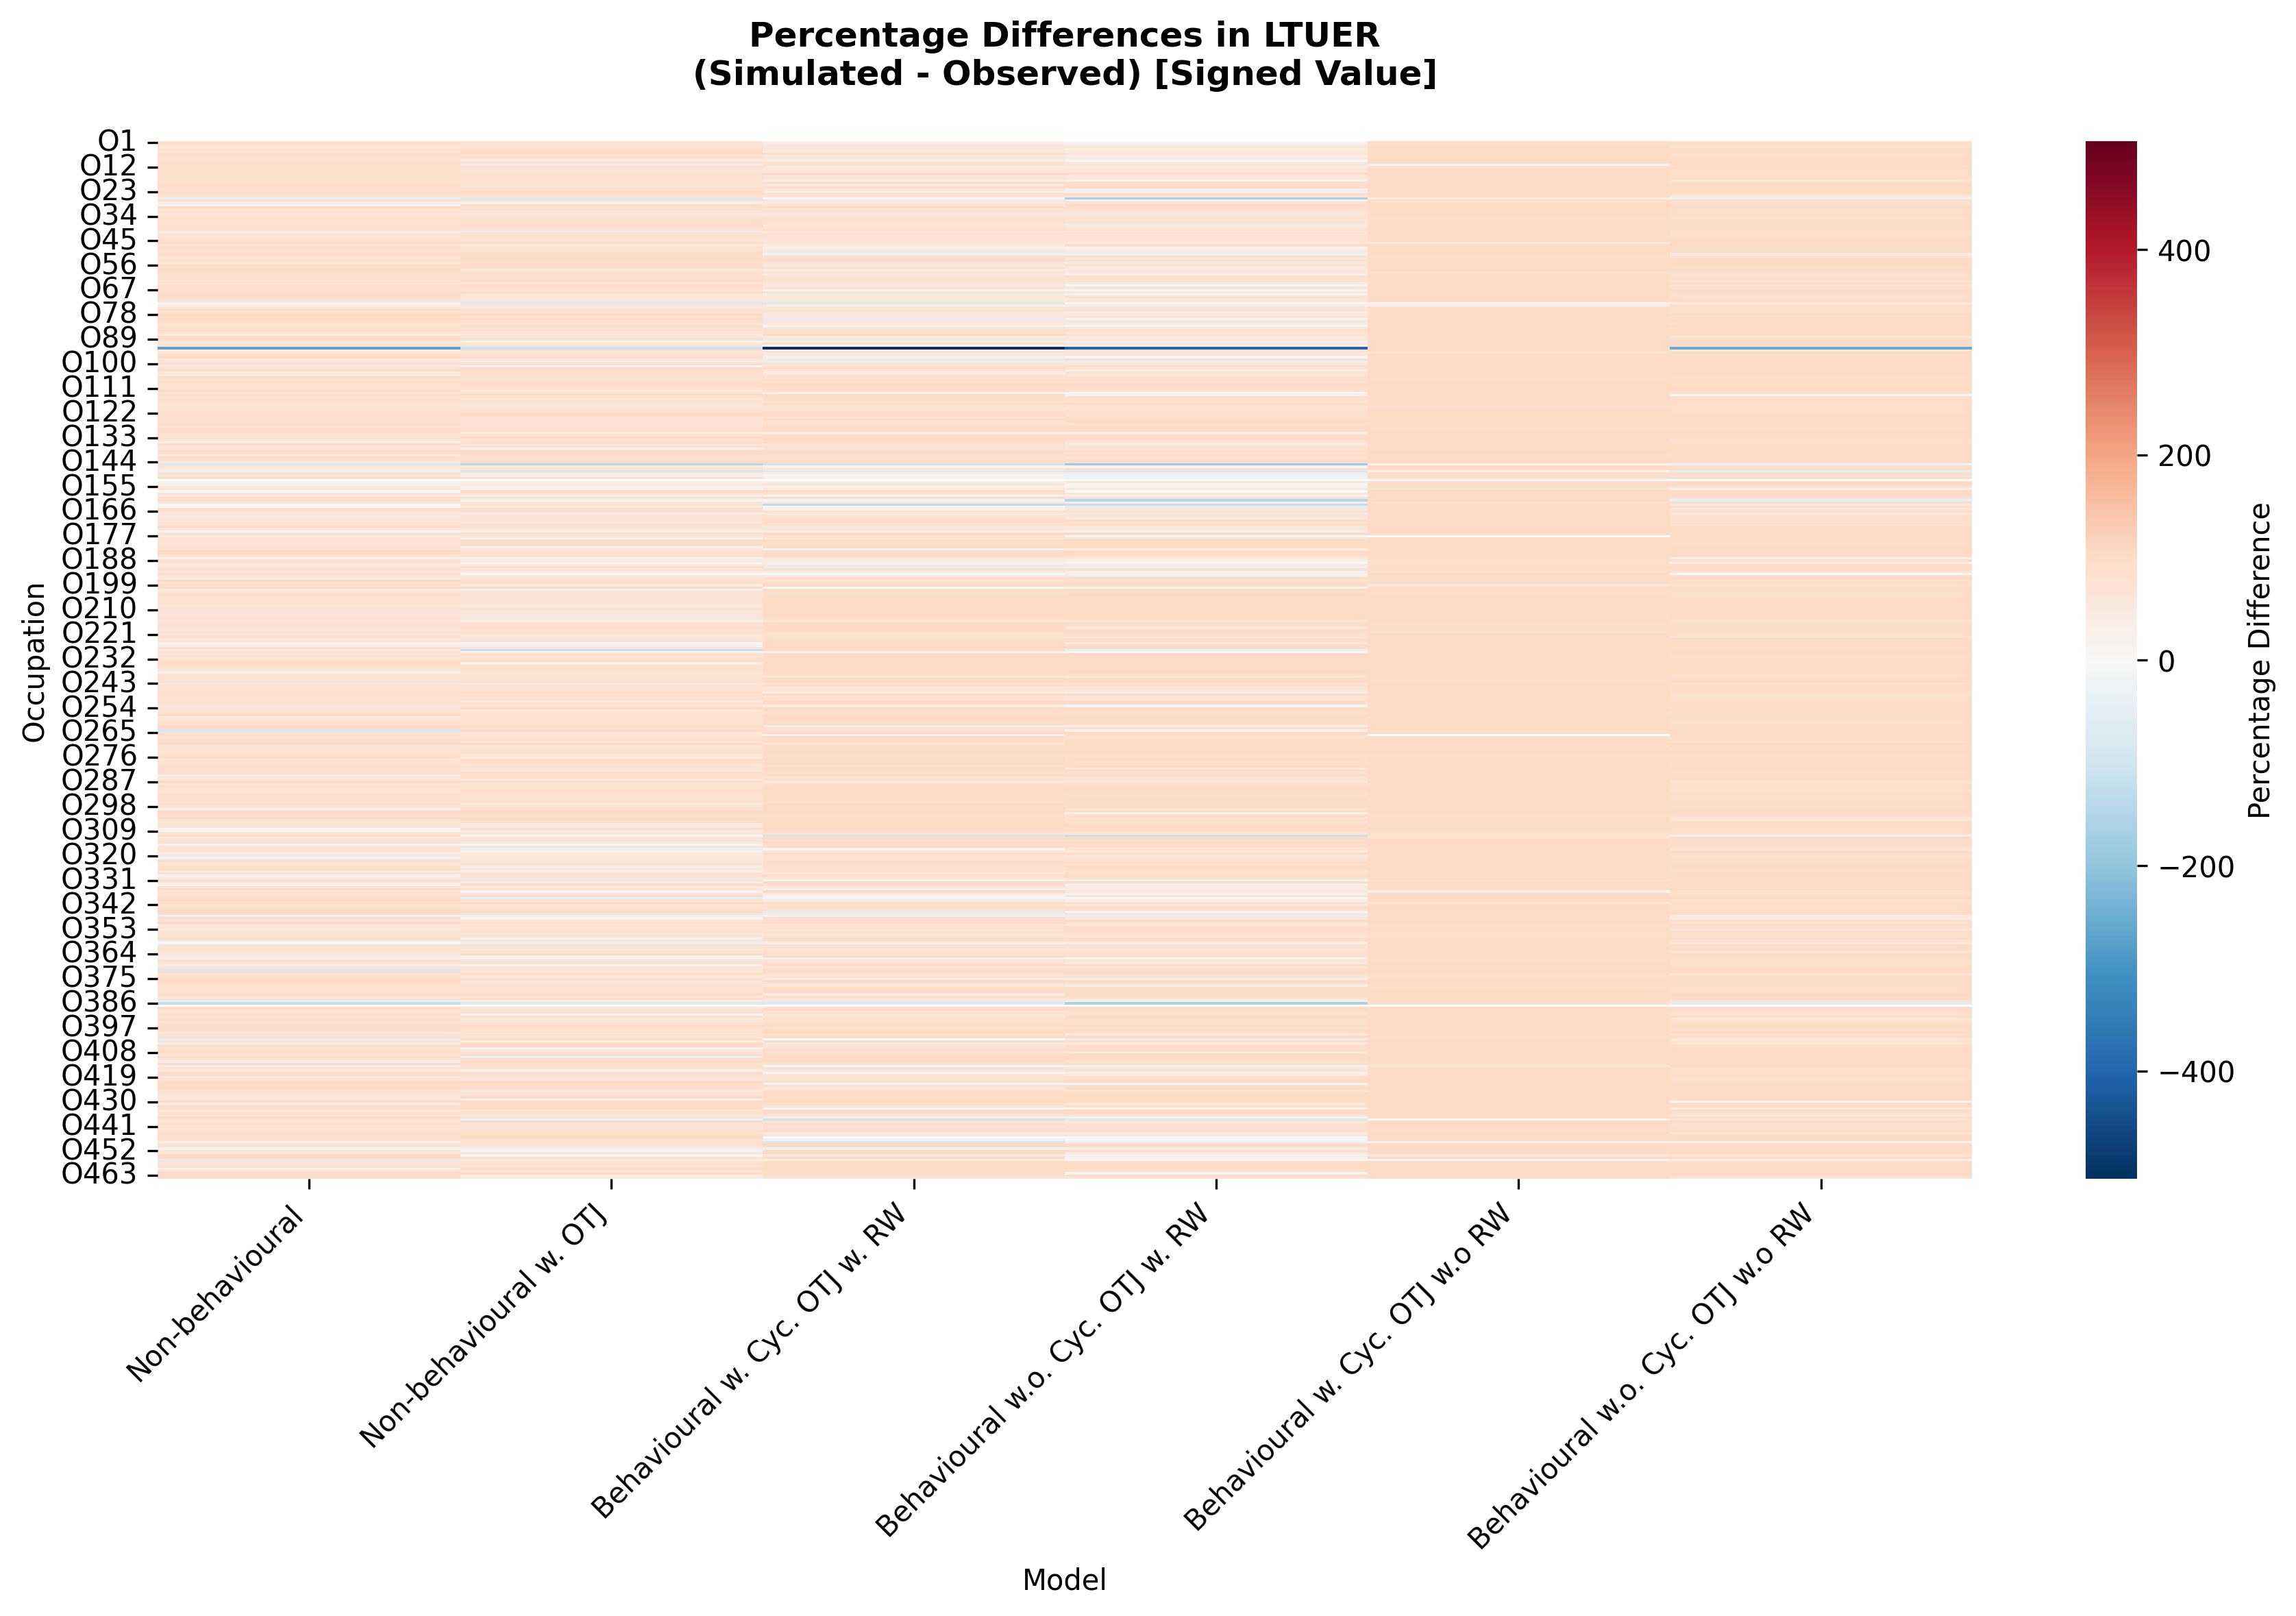 Percentage Differences in LTUER
(Simulated - Observed) [Signed Value]
Occupation
O1
O12
O23
O34
O45
O56
O67
O78
O89
O100
O111
O122
O133
O144
O155
O166
O177
O188
O199
O210
O221
O232
O243
O254
O265
O276
O287
O298
O309
O320
O331
O342
O353
O364
O375
O386
O397
O408
O419
O430
O441
O452
O463
Non-behavioural
Non-behavioural w. OTJ
Behavioural w. Cyc. OTJ w. RW
Behavioural w.o. Cyc. OTJ w. RW
Behavioural w. Cyc. OTJ w.o RW
Behavioural w.o. Cyc. OTJ w.o RW
Model
400
200
0
−200
−400
Percentage Difference